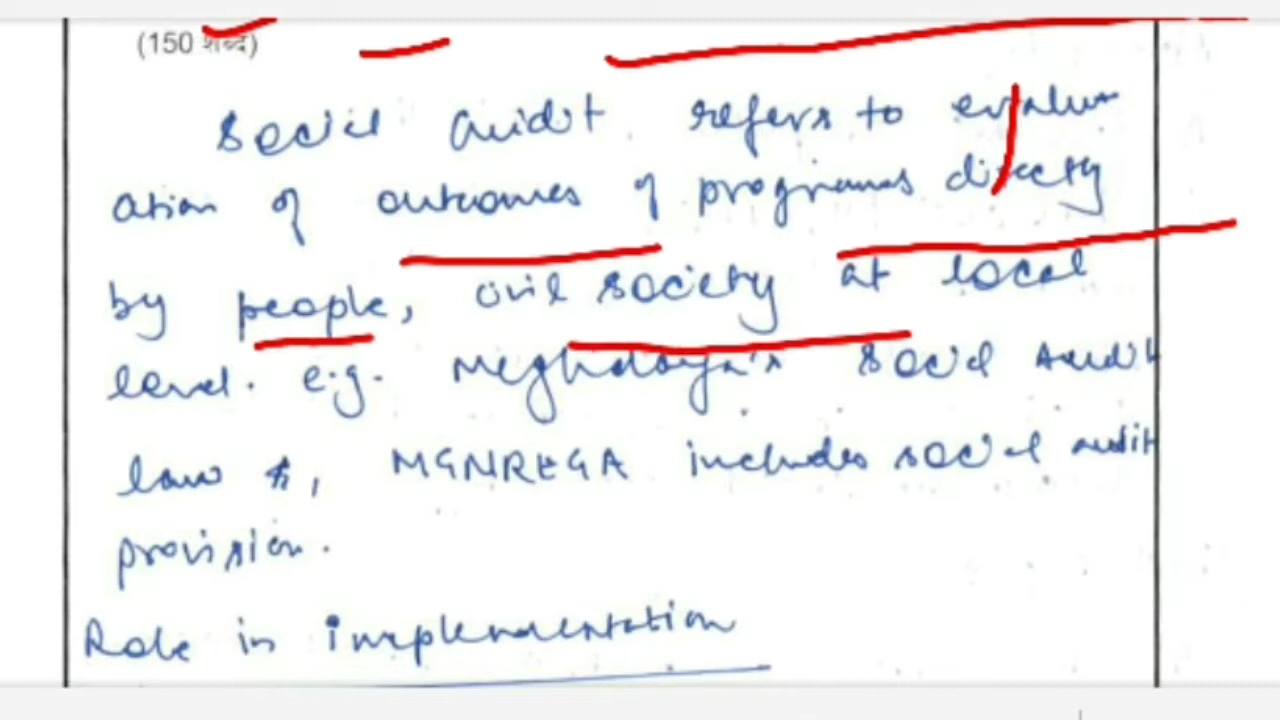 (150 शब्द)
Social Audit refers to evalu
ation of outcomes of programs directly
by people, civil society at local
level. e.g. Meghalaya's Social Audit
law &, MGNREGA includes social audit
provision.
Role in implementation